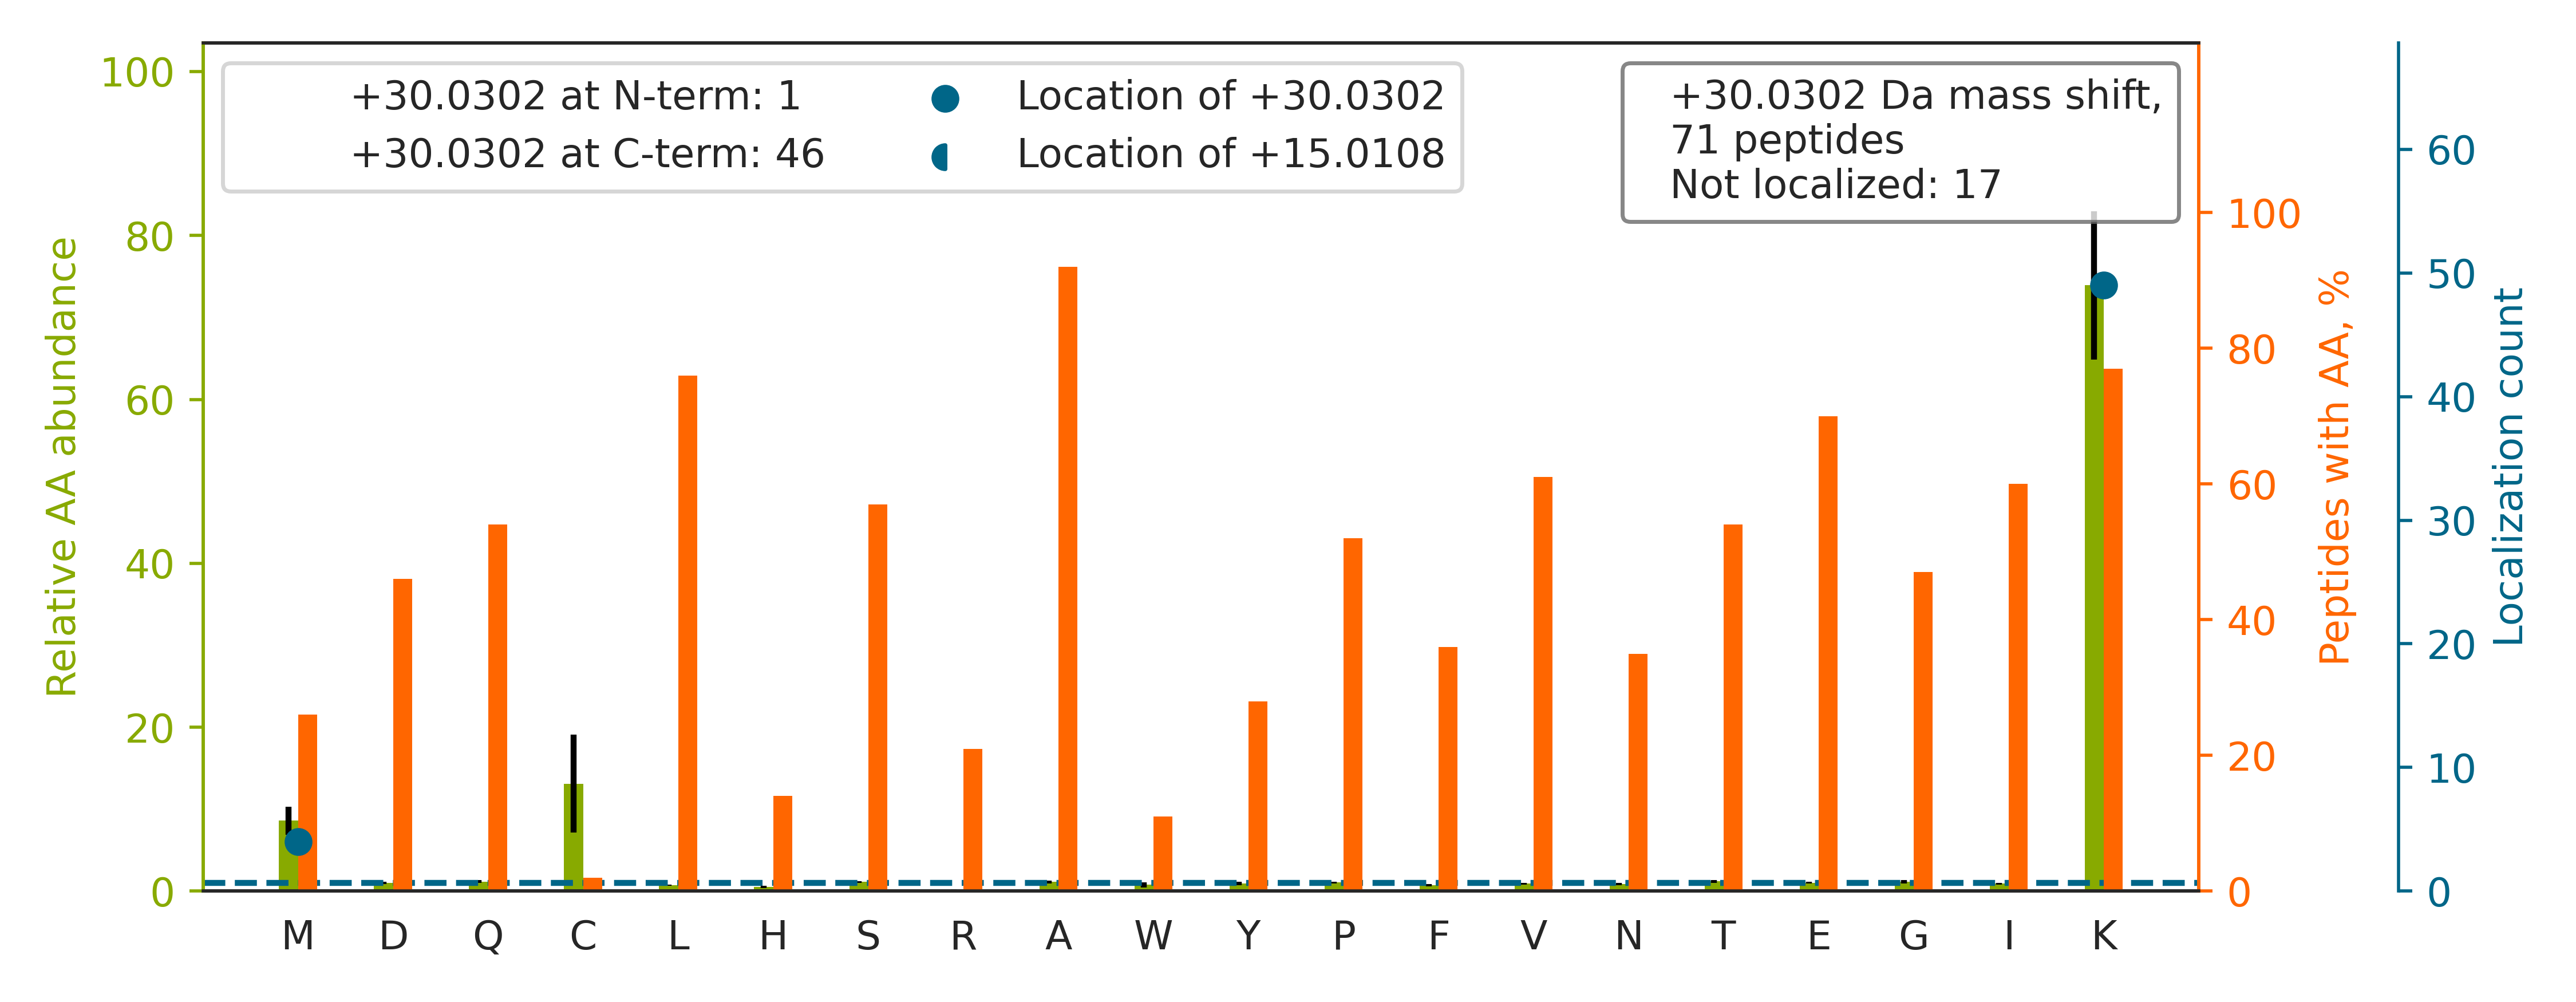 +30.0302 at N-term: 1
+30.0302 at C-term: 46
Location of +30.0302
Location of +15.0108
+30.0302 Da mass shift,
71 peptides
Not localized: 17
Relative AA abundance
100
80
60
40
20
0
M D Q C L H S R A W Y P F V N T E G I K
100
80
60
40
20
0
Peptides with AA, %
60
50
40
30
20
10
0
Localization count